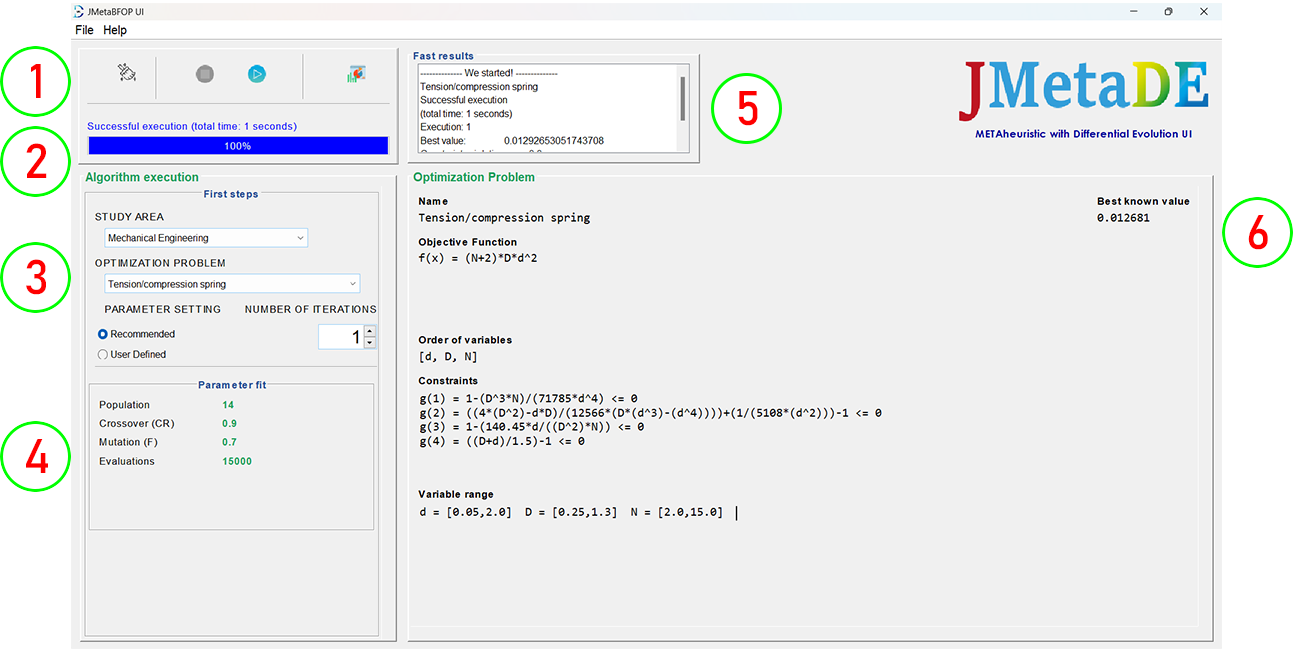 JMetaBFOP UI
File Help
1
2
3
4
5
6
Successful execution (total time: 1 seconds)
100%
Fast results
-------------- We started! --------------
Tension/compression spring
Successful execution
(total time: 1 seconds)
Execution: 1
Best value: 0.01292653051743708
JMetaDE
METAheuristic with Differential Evolution UI
Algorithm execution
First steps
STUDY AREA
Mechanical Engineering
OPTIMIZATION PROBLEM
Tension/compression spring
PARAMETER SETTING NUMBER OF ITERATIONS
Recommended
1
User Defined
Parameter fit
Population 14
Crossover (CR) 0.9
Mutation (F) 0.7
Evaluations 15000
Optimization Problem
Name
Best known value
Tension/compression spring
0.012681
Objective Function
f(x) = (N+2)*D*d^2
Order of variables
[d, D, N]
Constraints
g(1) = 1-(D^3*N)/(71785*d^4) <= 0
g(2) = ((4*(D^2)-d*D)/(12566*(D*(d^3)-(d^4))))+(1/(5108*(d^2)))-1 <= 0
g(3) = 1-(140.45*d/((D^2)*N)) <= 0
g(4) = ((D+d)/1.5)-1 <= 0
Variable range
d = [0.05,2.0] D = [0.25,1.3] N = [2.0,15.0]